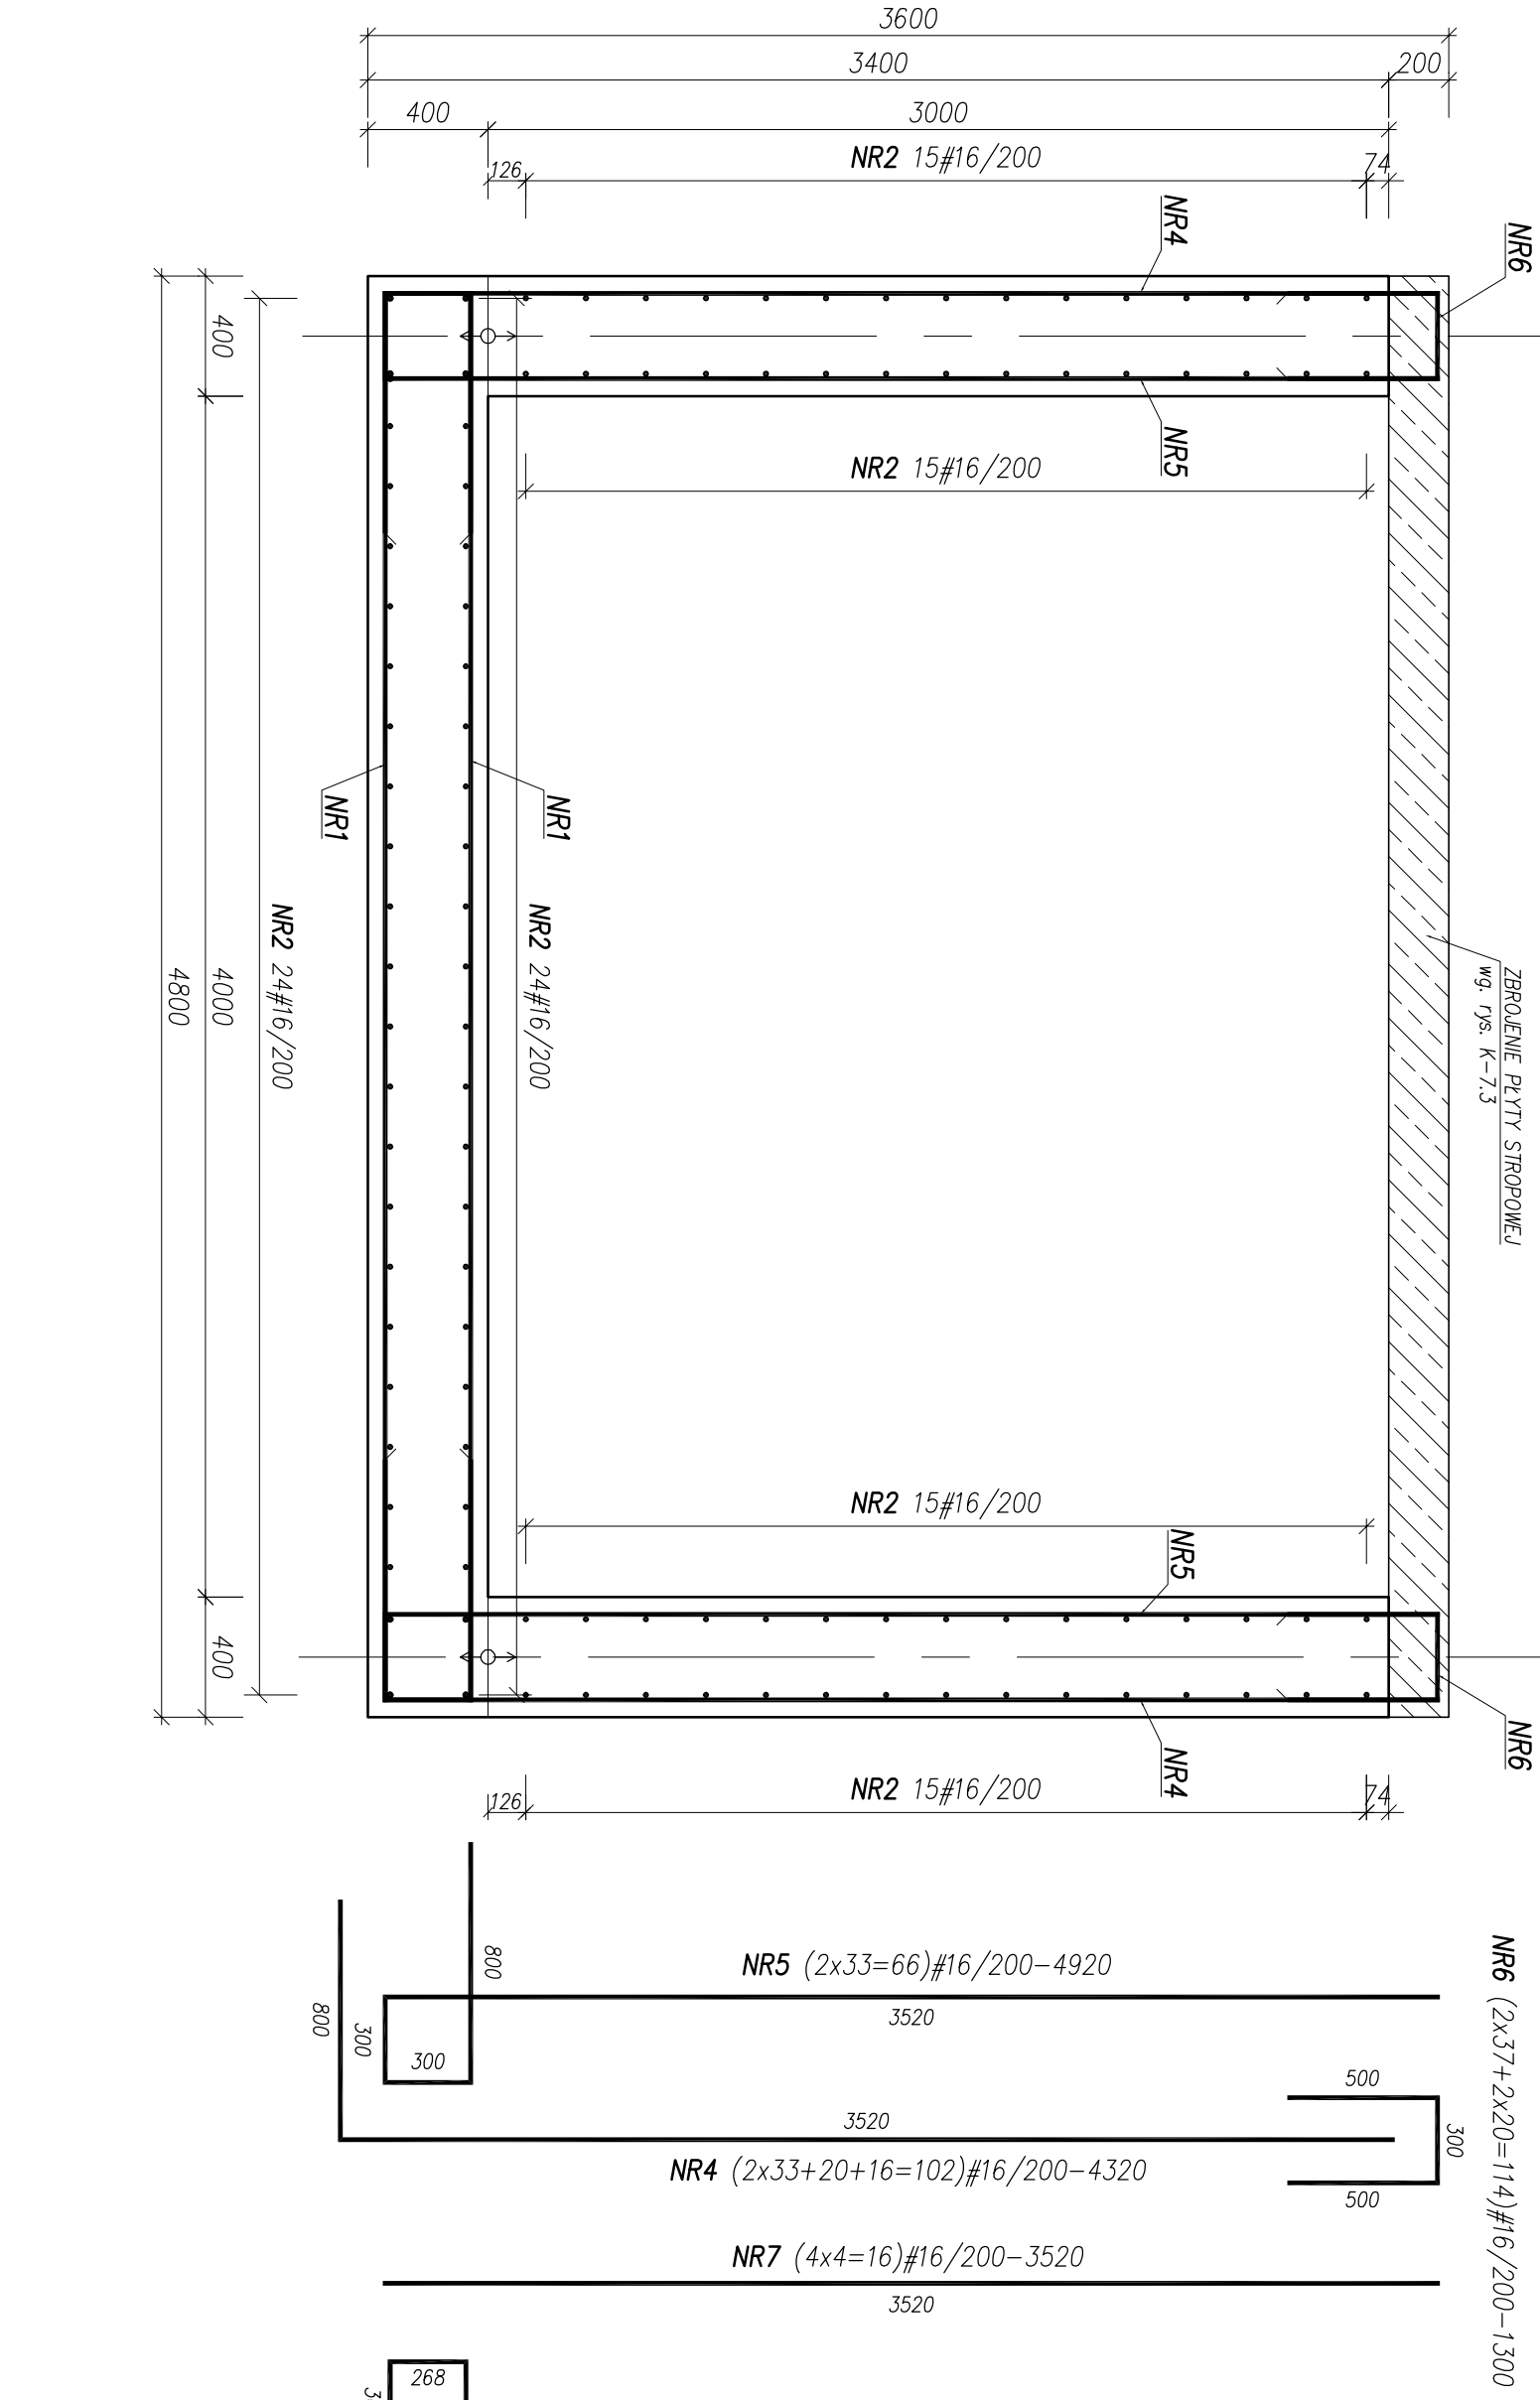 3600
3400
200
400
3000
NR2 15#16/200
126
74
NR4
NR6
400
NR5
NR2 15#16/200
NR1
NR1
NR2 24#16/200
NR2 24#16/200
4000
4800
ZBROJENIE PŁYTY STROPOWEJ
wg. rys. K-7.3
NR2 15#16/200
NR5
400
NR6
NR4
NR2 15#16/200
126
74
NR5 (2x33=66)#16/200-4920
3520
800
800
300
300
NR6 (2x37+2x20=114)#16/200-1300
500
300
500
3520
NR4 (2x33+20+16=102)#16/200-4320
NR7 (4x4=16)#16/200-3520
3520
268